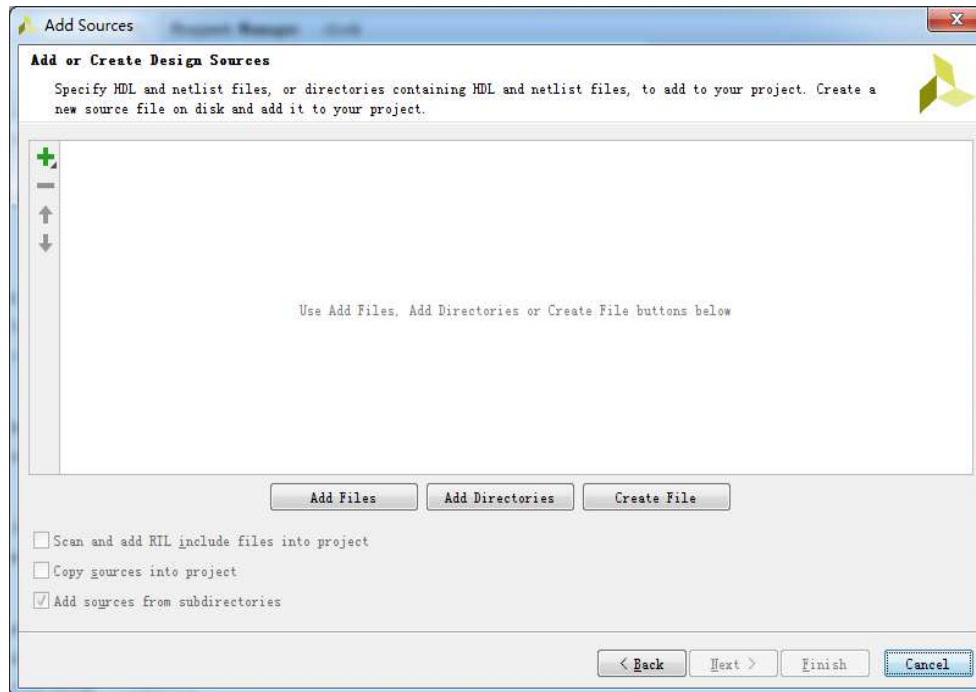 Add Sources
Add or Create Design Sources
Specify HDL and netlist files, or directories containing HDL and netlist files, to add to your project. Create a
new source file on disk and add it to your project.
Use Add Files, Add Directories or Create File buttons below
Add Files Add Directories Create File
Scan and add RTL include files into project
Copy sources into project
Add sources from subdirectories
< Back Next > Finish Cancel